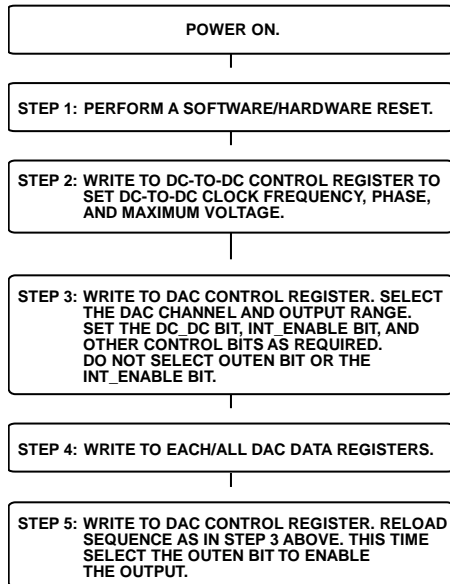 POWER ON.
STEP 1: PERFORM A SOFTWARE/HARDWARE RESET.
STEP 2: WRITE TO DC-TO-DC CONTROL REGISTER TO
SET DC-TO-DC CLOCK FREQUENCY, PHASE,
AND MAXIMUM VOLTAGE.
STEP 3: WRITE TO DAC CONTROL REGISTER. SELECT
THE DAC CHANNEL AND OUTPUT RANGE.
SET THE DC_DC BIT, INT_ENABLE BIT, AND
OTHER CONTROL BITS AS REQUIRED.
DO NOT SELECT OUTEN BIT OR THE
INT_ENABLE BIT.
STEP 4: WRITE TO EACH/ALL DAC DATA REGISTERS.
STEP 5: WRITE TO DAC CONTROL REGISTER. RELOAD
SEQUENCE AS IN STEP 3 ABOVE. THIS TIME
SELECT THE OUTEN BIT TO ENABLE
THE OUTPUT.